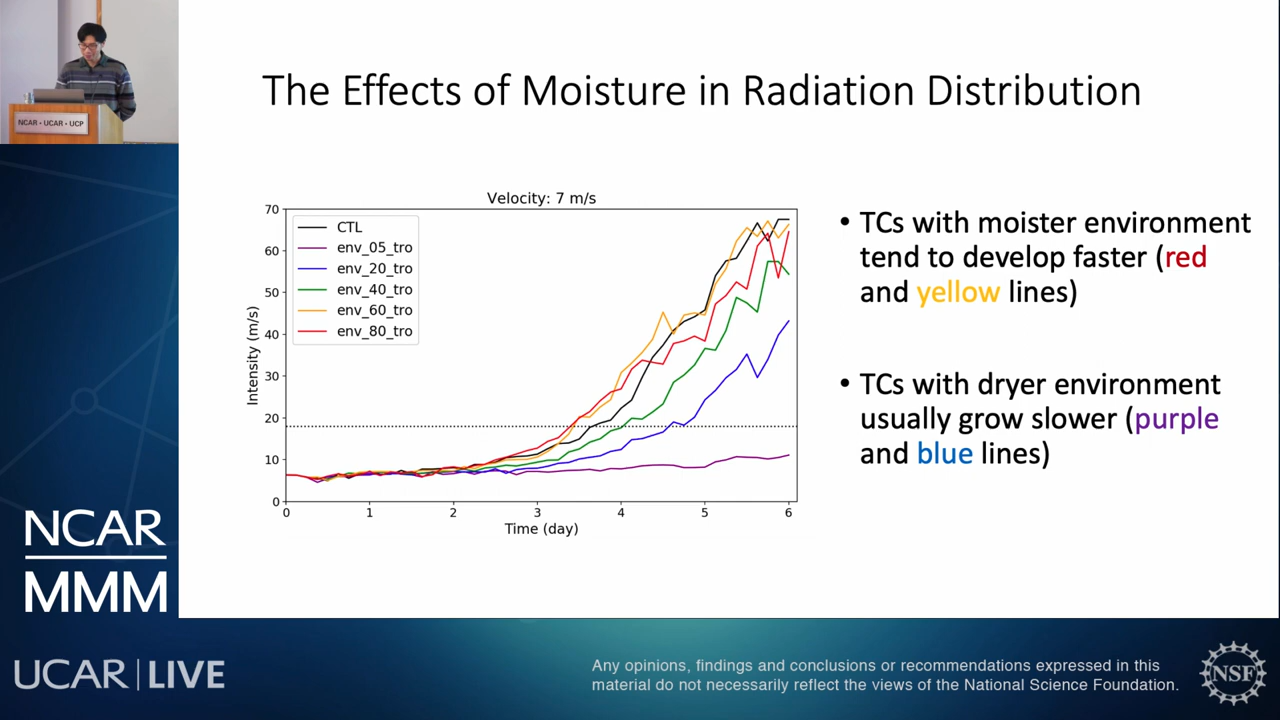 NCAR • UCAR • UCP
The Effects of Moisture in Radiation Distribution
Velocity: 7 m/s
70
60
50
40
30
20
10
0
Intensity (m/s)
CTL
env_05_tro
env_20_tro
env_40_tro
env_60_tro
env_80_tro
0 1 2 3 4 5 6
Time (day)
• TCs with moister environment
tend to develop faster (red
and yellow lines)
• TCs with dryer environment
usually grow slower (purple
and blue lines)
NCAR
MMM
UCAR | LIVE
Any opinions, findings and conclusions or recommendations expressed in this
material do not necessarily reflect the views of the National Science Foundation.
NSF